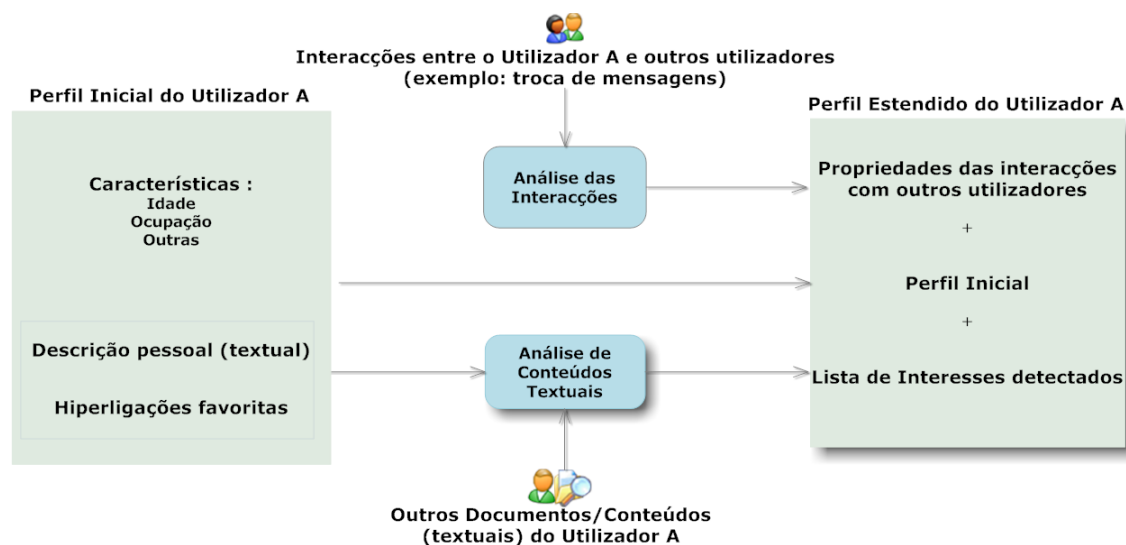 Interacções entre o Utilizador A e outros utilizadores
(exemplo: troca de mensagens)
Perfil Inicial do Utilizador A
Característícas :
Idade
Ocupação
Outras
Descrição pessoal (textual)
Hiperligações favoritas
Análise das
Interacções
Análise de
Conteúdos
Textuais
Outros Documentos/Conteúdos
(textuais) do Utilizador A
Perfil Estendido do Utilizador A
Propriedades das interacções
com outros utilizadores
+
Perfil Inicial
+
Lista de Interesses detectados